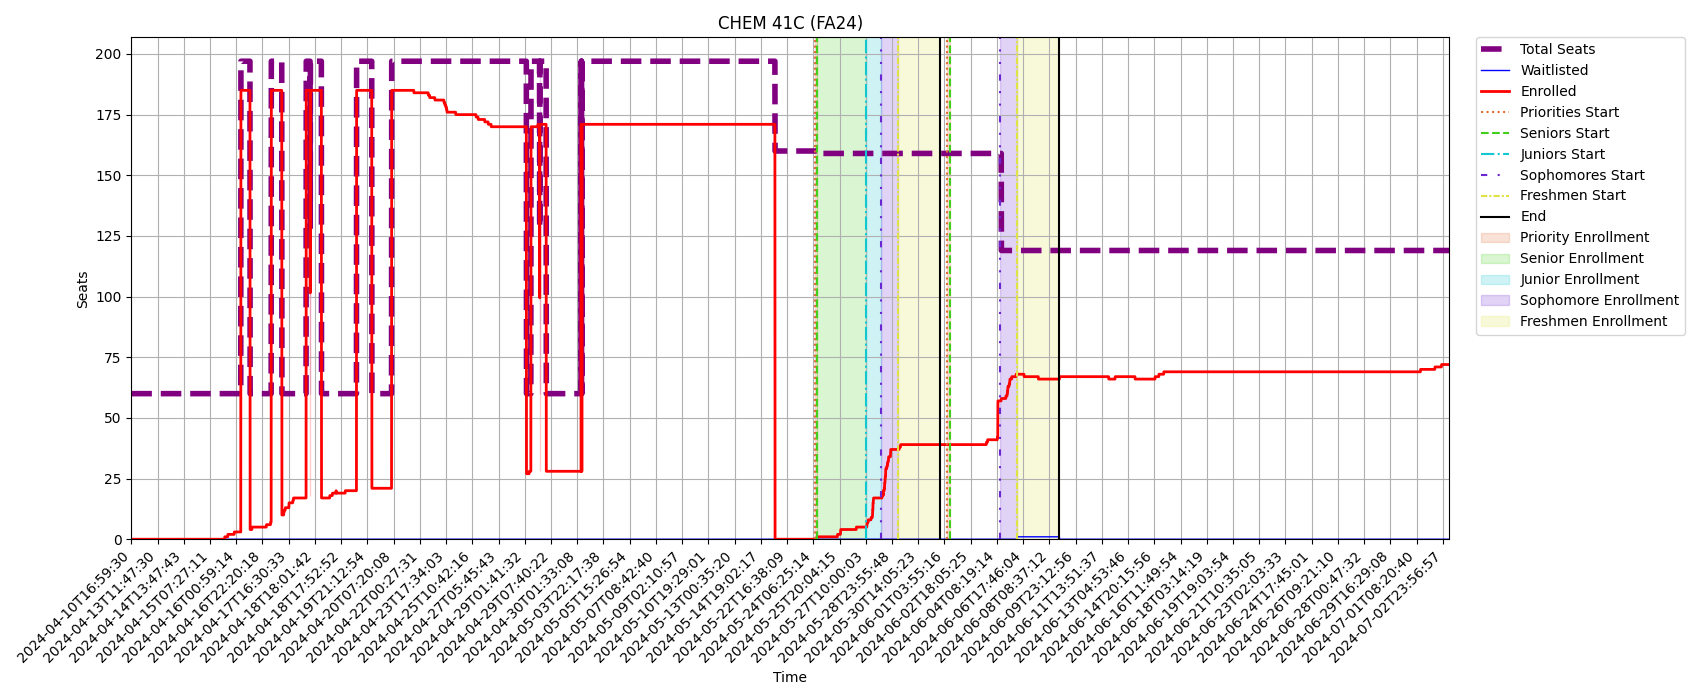 CHEM 41C (FA24)
Seats
200
175
150
125
100
75
50
25
0
2024-04-10T16:59:30
2024-04-13T11:47:30
2024-04-14T13:47:43
2024-04-15T07:27:11
2024-04-16T00:59:14
2024-04-16T22:20:18
2024-04-17T16:30:33
2024-04-18T18:01:42
2024-04-18T17:52:52
2024-04-19T21:12:54
2024-04-20T07:20:08
2024-04-22T00:27:31
2024-04-23T17:34:03
2024-04-25T10:42:16
2024-04-27T05:45:43
2024-04-29T01:41:32
2024-04-29T07:40:22
2024-04-30T01:33:08
2024-05-03T22:17:38
2024-05-05T15:26:54
2024-05-07T08:42:40
2024-05-09T02:10:57
2024-05-10T19:29:01
2024-05-13T00:35:20
2024-05-14T19:02:17
2024-05-22T16:38:09
2024-05-24T06:25:14
2024-05-25T20:04:15
2024-05-27T10:00:03
2024-05-28T23:55:48
2024-05-30T14:05:23
2024-06-01T03:55:16
2024-06-02T18:05:25
2024-06-04T08:19:14
2024-06-06T17:46:04
2024-06-08T08:37:12
2024-06-09T23:12:56
2024-06-11T13:51:37
2024-06-13T04:53:46
2024-06-14T20:15:56
2024-06-16T11:49:54
2024-06-18T03:14:19
2024-06-19T19:03:54
2024-06-21T10:35:05
2024-06-23T02:03:33
2024-06-24T17:45:01
2024-06-26T09:21:10
2024-06-28T00:47:32
2024-06-29T16:29:08
2024-07-01T08:20:40
2024-07-02T23:56:57
Time
Total Seats
Waitlisted
Enrolled
Priorities Start
Seniors Start
Juniors Start
Sophomores Start
Freshmen Start
End
Priority Enrollment
Senior Enrollment
Junior Enrollment
Sophomore Enrollment
Freshmen Enrollment